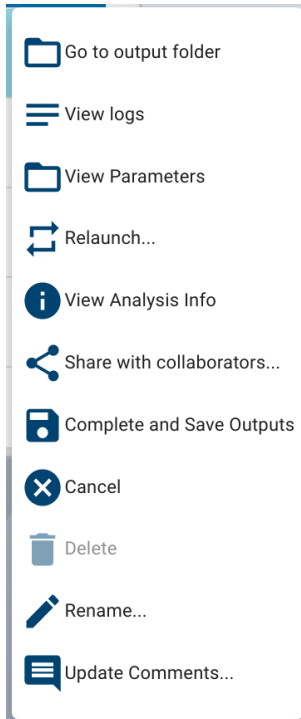 Go to output folder
View logs
View Parameters
Relaunch...
View Analysis Info
Share with collaborators...
Complete and Save Outputs
Cancel
Delete
Rename...
Update Comments...